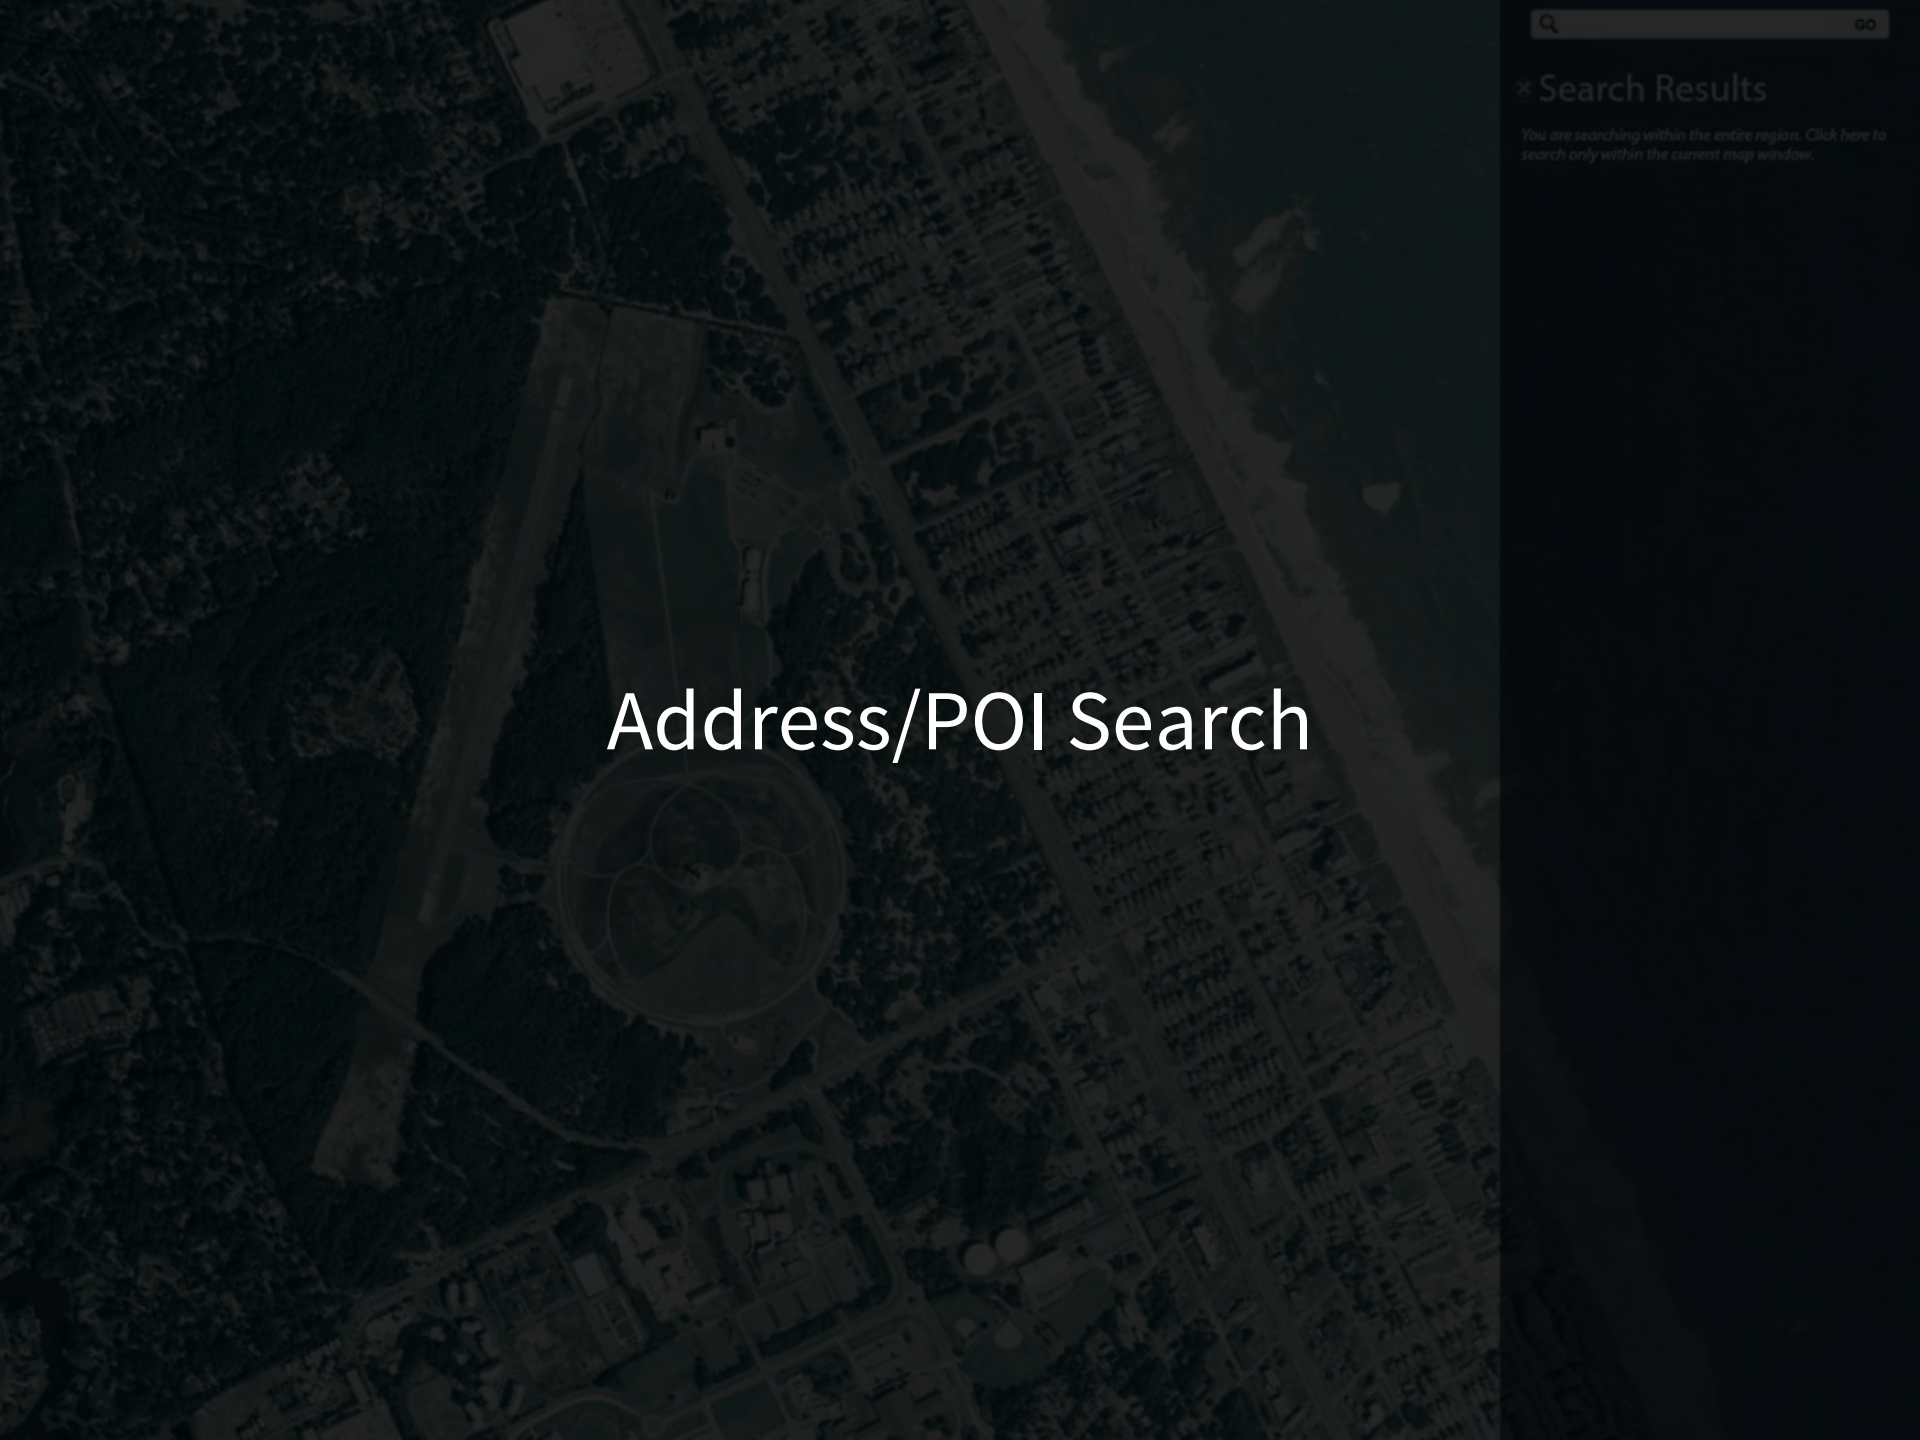 GO
Search Results
You are searching within the entire region. Click here to
search only within the current map window.
Address/POI Search